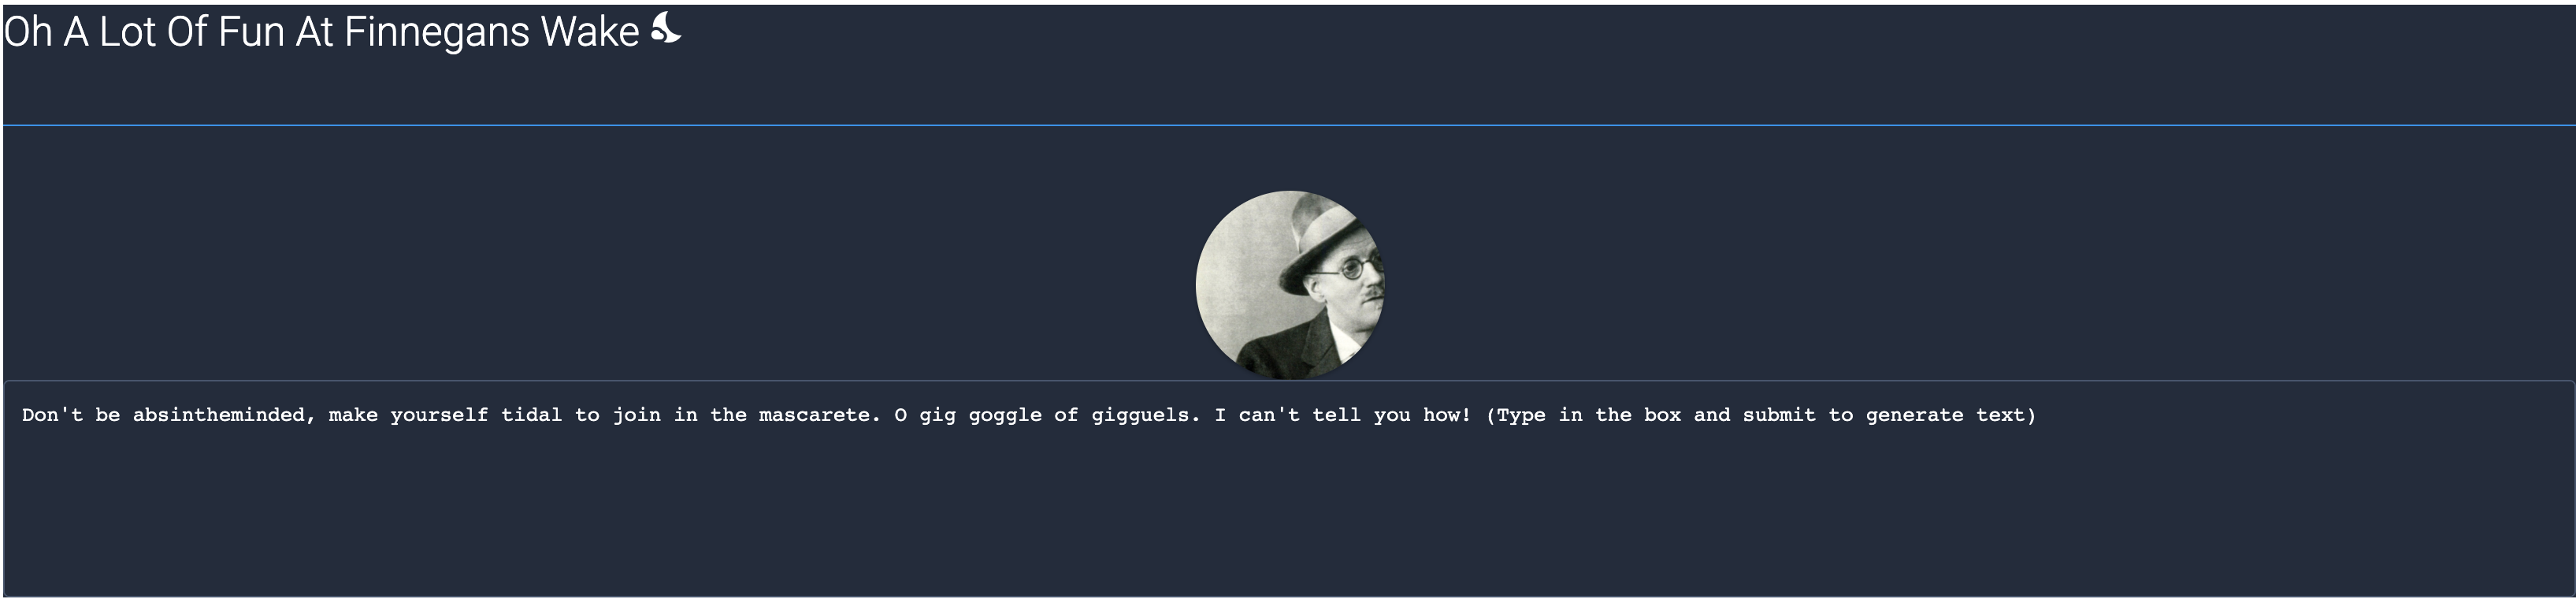 Oh A Lot Of Fun At Finnegans Wake
Don't be absintheminded, make yourself tidal to join in the mascarete. O gig goggle of gigguels. I can't tell you how! (Type in the box and submit to generate text)